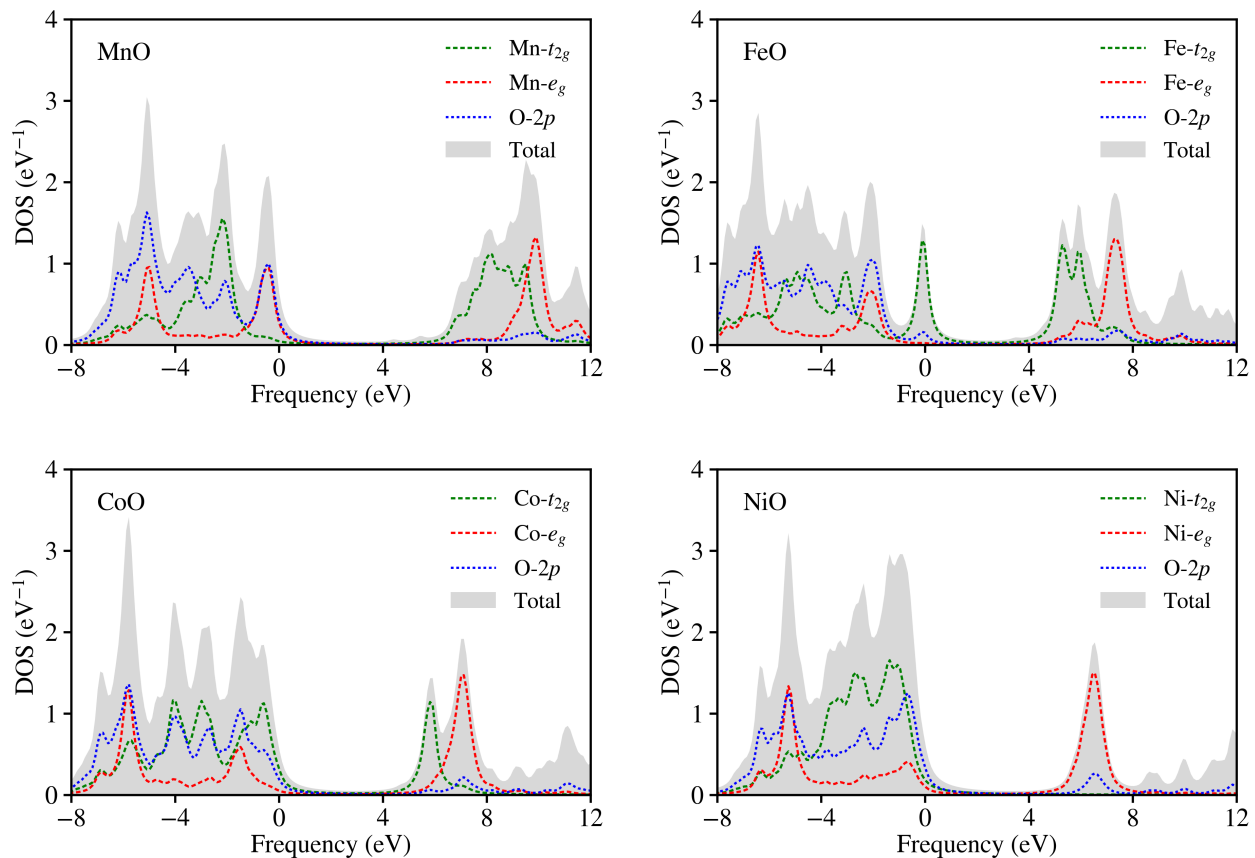 MnO
Mn-t2g
Mn-eg
O-2p
Total
4
3
2
1
0
DOS (eV−1)
−8
−4
0
4
8
12
Frequency (eV)
FeO
Fe-t2g
Fe-eg
O-2p
Total
4
3
2
1
0
DOS (eV−1)
−8
−4
0
4
8
12
Frequency (eV)
CoO
Co-t2g
Co-eg
O-2p
Total
4
3
2
1
0
DOS (eV−1)
−8
−4
0
4
8
12
Frequency (eV)
NiO
Ni-t2g
Ni-eg
O-2p
Total
4
3
2
1
0
DOS (eV−1)
−8
−4
0
4
8
12
Frequency (eV)